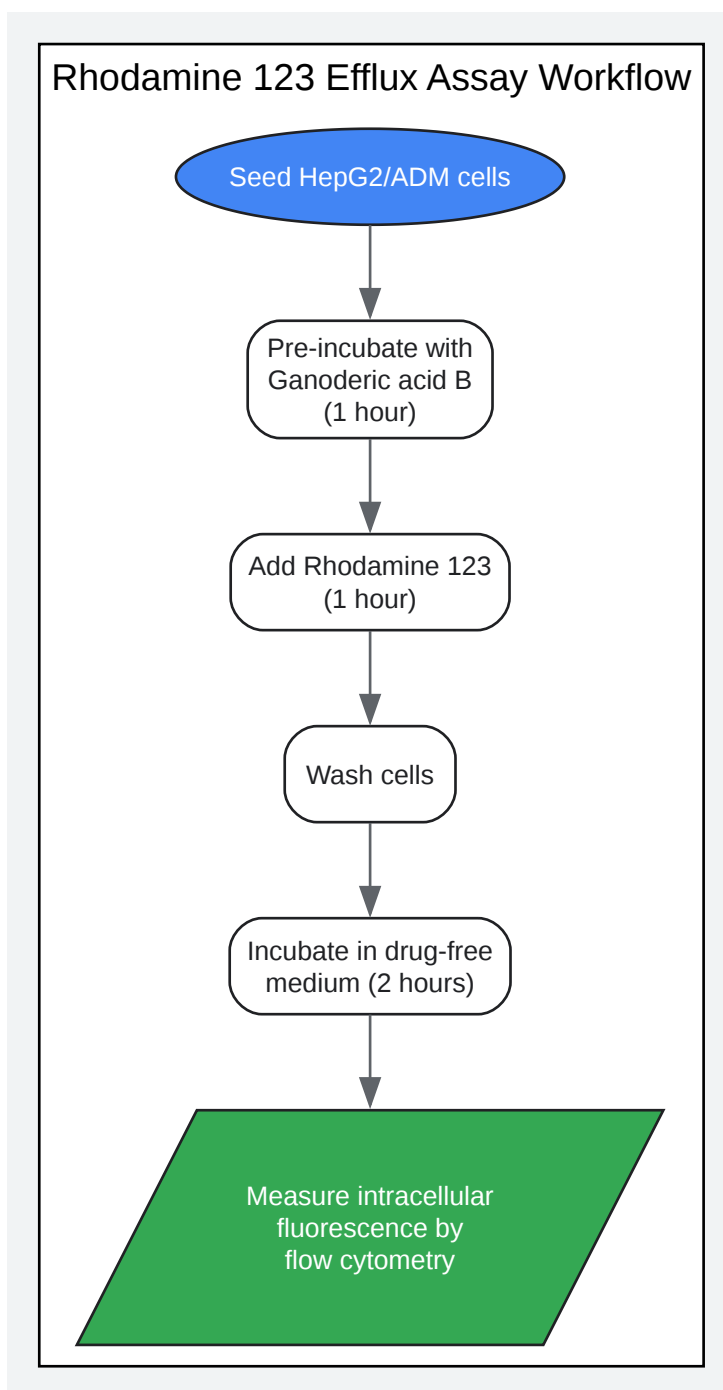 Rhodamine 123 Efflux Assay Workflow
Seed HepG2/ADM cells
Pre-incubate with
Ganoderic acid B
(1 hour)
Add Rhodamine 123
(1 hour)
Wash cells
Incubate in drug-free
medium (2 hours)
Measure intracellular
fluorescence by
flow cytometry